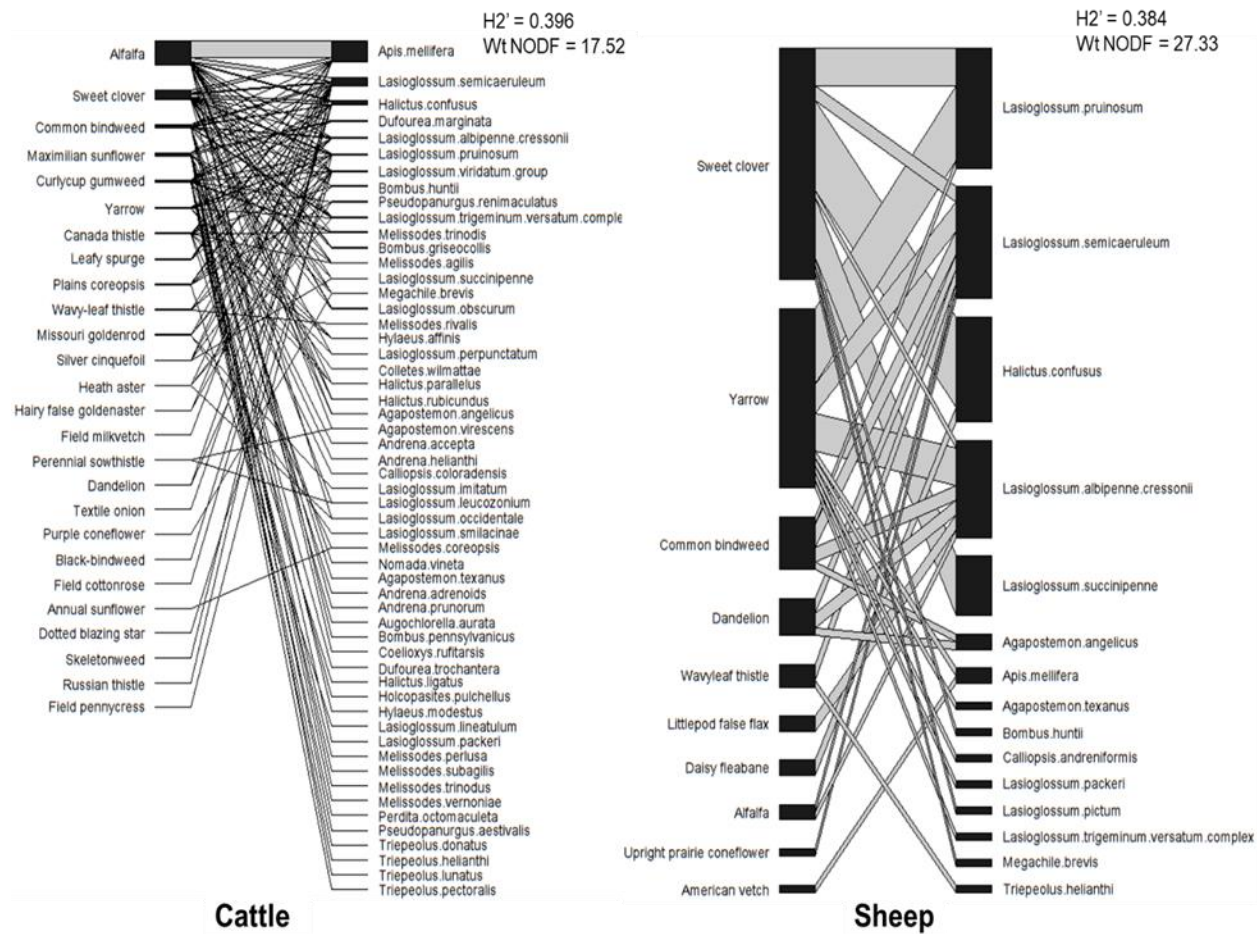 H2' = 0.396
Wt NODF = 17.52
Alfalfa
Sweet clover
Common bindweed
Maximilian sunflower
Curlycup gumweed
Yarrow
Canada thistle
Leafy spurge
Plains coreopsis
Wavy-leaf thistle
Missouri goldenrod
Silver cinquefoil
Heath aster
Hairy false goldenaster
Field milkvetch
Perennial sowthistle
Dandelion
Textile onion
Purple coneflower
Black-bindweed
Field cottonrose
Annual sunflower
Dotted blazing star
Skeletonweed
Russian thistle
Field pennycress
Apis.mellifera
Lasioglossum.semicaeruleum
Halictus.confusus
Dufourea.marginata
Lasioglossum.albipenne.cressonii
Lasioglossum.pruinosum
Lasioglossum.viridatum.group
Bombus.huntii
Pseudopanurgus.renimaculatus
Lasioglossum.trigeminum.versatum.comple
Melissodes.trinodis
Bombus.griseocollis
Melissodes.agilis
Lasioglossum.succinipenne
Megachile.brevis
Lasioglossum.obscurum
Melissodes.rivalis
Hylaeus.affinis
Lasioglossum.perpunctatum
Colletes.wilmattae
Halictus.parallelus
Halictus.rubicundus
Agapostemon.angelicus
Agapostemon.virescens
Andrena.accepta
Andrena.helianthi
Calliopsis.coloradensis
Lasioglossum.imitatum
Lasioglossum.leucozonium
Lasioglossum.occidentale
Lasioglossum.smilacinae
Melissodes.coreopsis
Nomada.vineta
Agapostemon.texanus
Andrena.adrenoids
Andrena.prunorum
Augochlorella.aurata
Bombus.pennsylvanicus
Coelioxys.rufitarsis
Dufourea.trochantera
Halictus.ligatus
Holcopasites.pulchellus
Hylaeus.modestus
Lasioglossum.lineatulum
Lasioglossum.packeri
Melissodes.perlusa
Melissodes.subagilis
Melissodes.trinodus
Melissodes.vernoniae
Perdita.octomaculeta
Pseudopanurgus.aestivalis
Triepeolus.donatus
Triepeolus.helianthi
Triepeolus.lunatus
Triepeolus.pectoralis
Cattle
H2' = 0.384
Wt NODF = 27.33
Sweet clover
Yarrow
Common bindweed
Dandelion
Wavyleaf thistle
Littlepod false flax
Daisy fleabane
Alfalfa
Upright prairie coneflower
American vetch
Lasioglossum.pruinosum
Lasioglossum.semicaeruleum
Halictus.confusus
Lasioglossum.albipenne.cressonii
Lasioglossum.succinipenne
Agapostemon.angelicus
Apis.mellifera
Agapostemon.texanus
Bombus.huntii
Calliopsis.andreniformis
Lasioglossum.packeri
Lasioglossum.pictum
Lasioglossum.trigeminum.versatum.complex
Megachile.brevis
Triepeolus.helianthi
Sheep